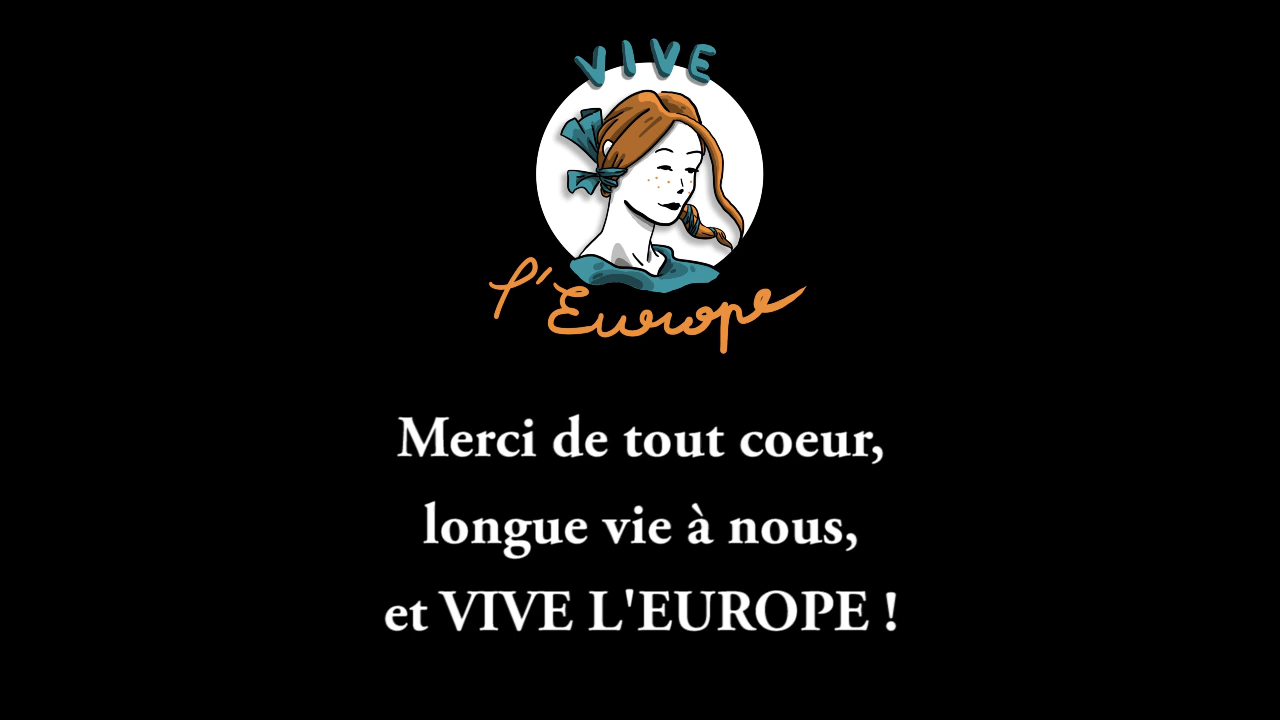 VIVE
l'Europe
Merci de tout coeur,
longue vie à nous,
et VIVE L'EUROPE !